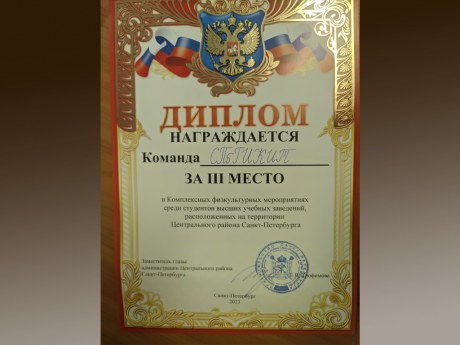 ДИПЛОМ
НАГРАЖДАЕТСЯ
Команда СПбГИКиТ
ЗА III МЕСТО
в Комплексных физкультурных мероприятиях
среди студентов высших учебных заведений,
расположенных на территории
Центрального района Санкт-Петербурга
Заместитель главы
администрации Центрального района
Санкт-Петербурга
Санкт-Петербург
2023